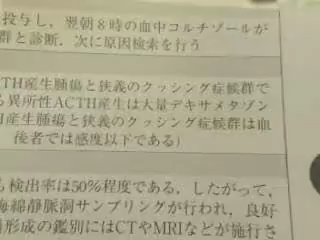 投与し，翌朝８時の血中コルチゾールが
群と診断，次に原因検索を行う
TH産生腫瘍と狭義のクッシング症候群で
異所性ACTH産生は大量デキサメタゾン
H産生腫瘍と狭義のクッシング症候群は血
後者では感度以下である）
も検出率は50％程度である．したがって，
海綿静脈洞サンプリングが行われ，良好
形成の鑑別にはCTやMRIなどが施行さ